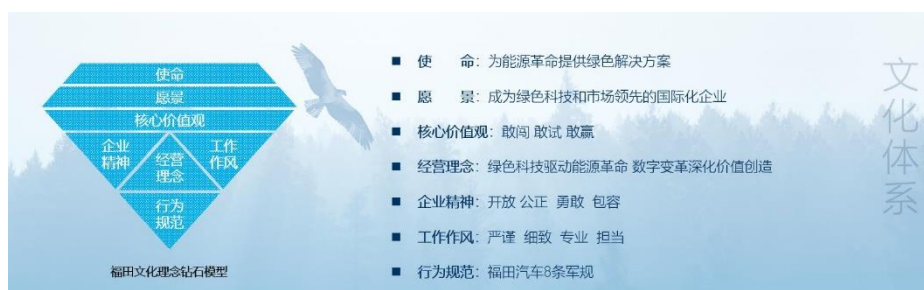 使命
愿景
核心价值观
企业
精神
经营
理念
工作
作风
行为
规范
福田文化理念钻石模型
■ 使 命：为能源革命提供绿色解决方案
■ 愿 景：成为绿色科技和市场领先的国际化企业
■ 核心价值观：敢闯 敢试 敢赢
■ 经营理念：绿色科技驱动能源革命 数字变革深化价值创造
■ 企业精神：开放 公正 勇敢 包容
■ 工作作风：严谨 细致 专业 担当
■ 行为规范：福田汽车8条军规
文化体系